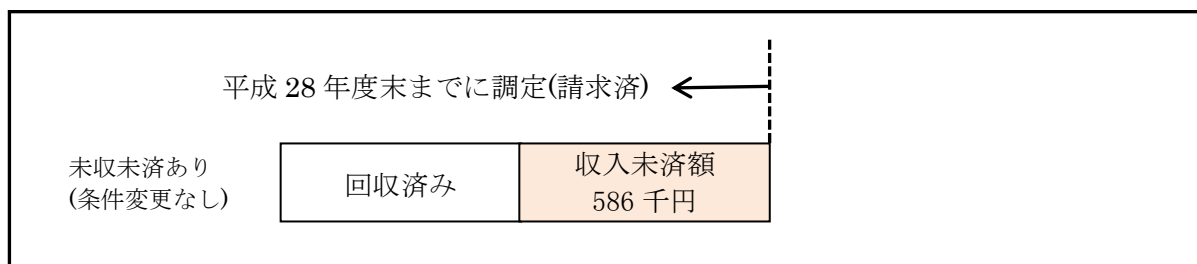 平成 28 年度末までに調定(請求済)
未収未済あり
(条件変更なし)
回収済み
収入未済額
586 千円